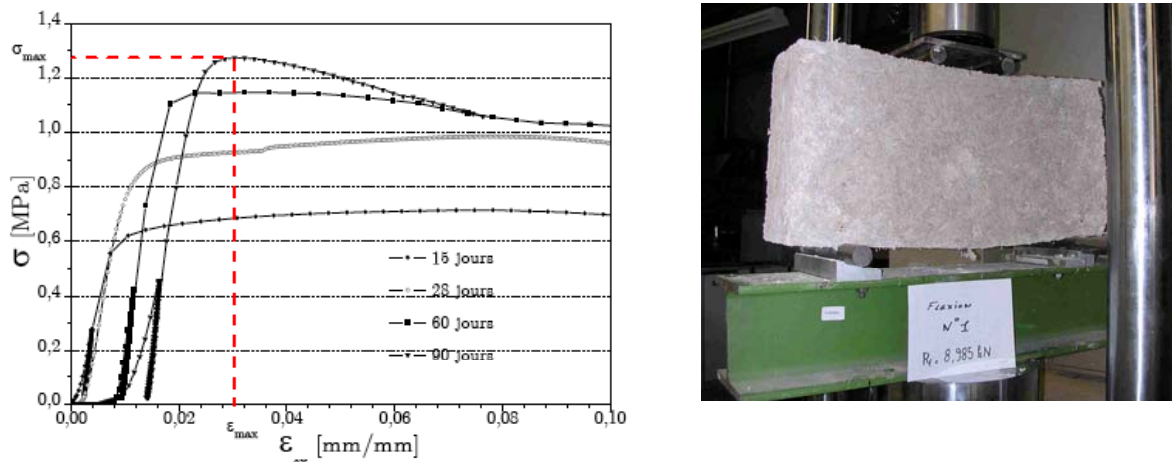 σ [MPa]
σmax
1,4
1,2
1,0
0,8
0,6
0,4
0,2
0,0
15 jours
28 jours
60 jours
90 jours
0,00
0,02
0,04
0,06
0,08
0,10
εmax
ε [mm/mm]
Flexion
N° 1
Rf = 8,985 kN